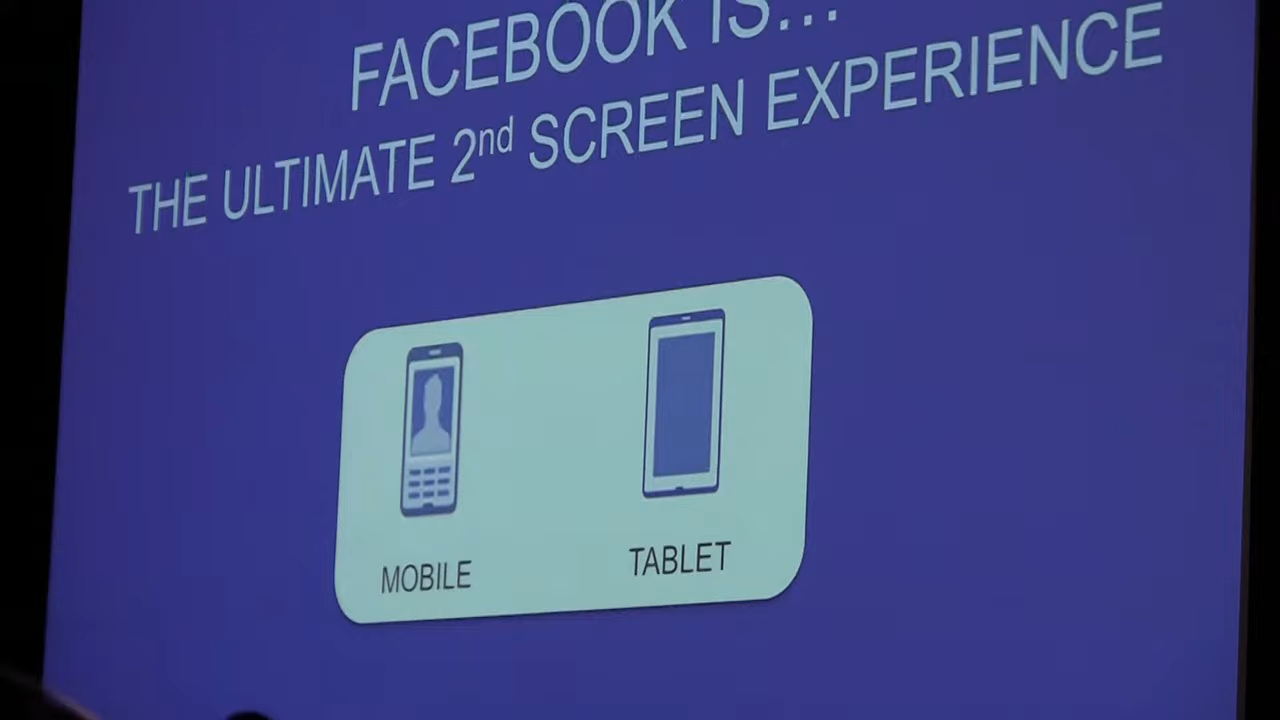 FACEBOOK IS...
THE ULTIMATE 2nd SCREEN EXPERIENCE
MOBILE
TABLET